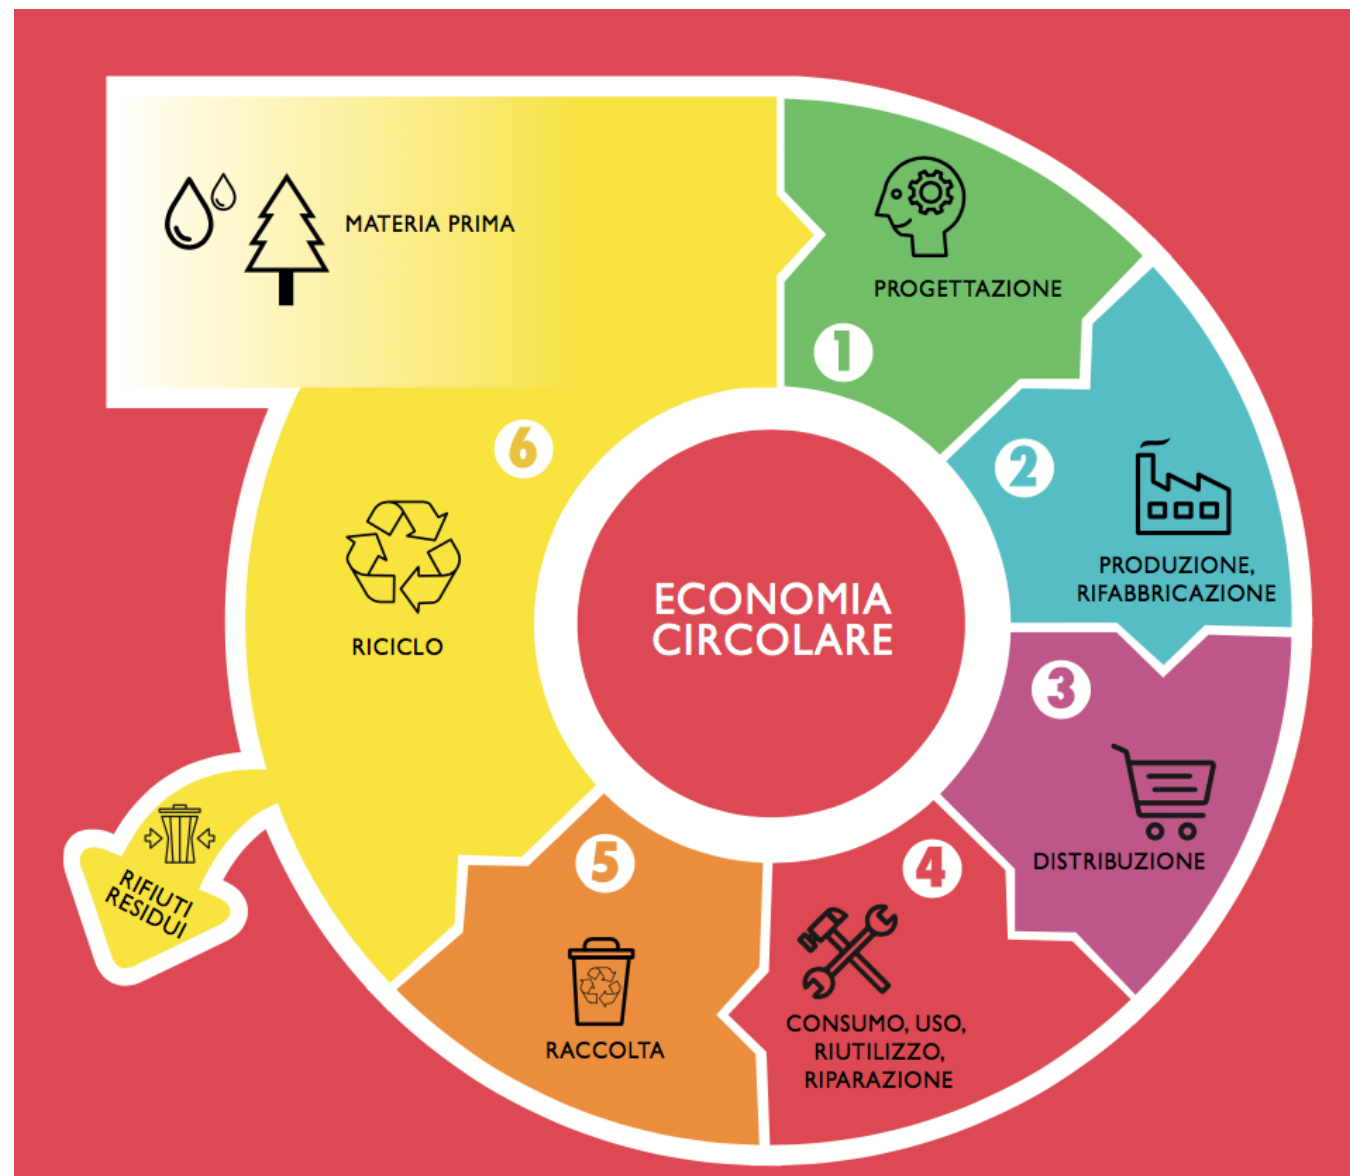 MATERIA PRIMA
1
PROGETTAZIONE
2
PRODUZIONE,
RIFABBRICAZIONE
3
DISTRIBUZIONE
4
CONSUMO, USO,
RIUTILIZZO,
RIPARAZIONE
5
RACCOLTA
6
RICICLO
RIFIUTI
RESIDUI
ECONOMIA
CIRCOLARE